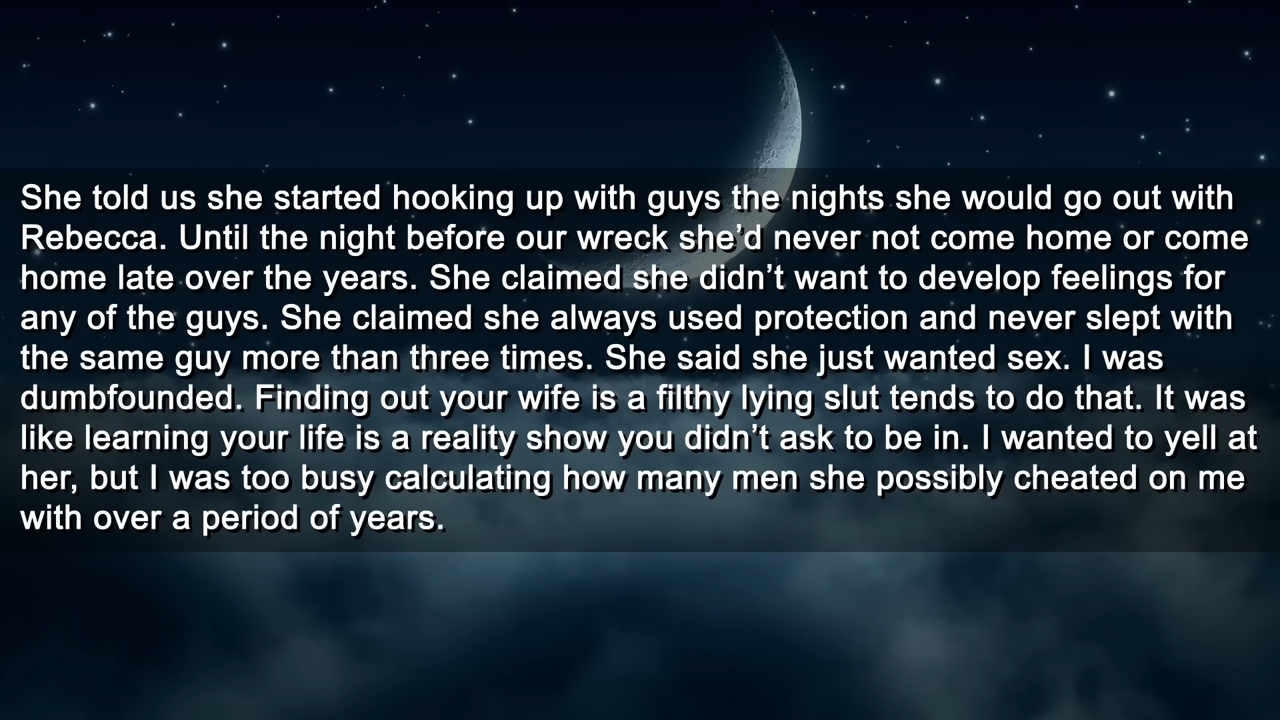 She told us she started hooking up with guys the nights she would go out with
Rebecca. Until the night before our wreck she’d never not come home or come
home late over the years. She claimed she didn’t want to develop feelings for
any of the guys. She claimed she always used protection and never slept with
the same guy more than three times. She said she just wanted sex. I was
dumbfounded. Finding out your wife is a filthy lying slut tends to do that. It was
like learning your life is a reality show you didn’t ask to be in. I wanted to yell at
her, but I was too busy calculating how many men she possibly cheated on me
with over a period of years.